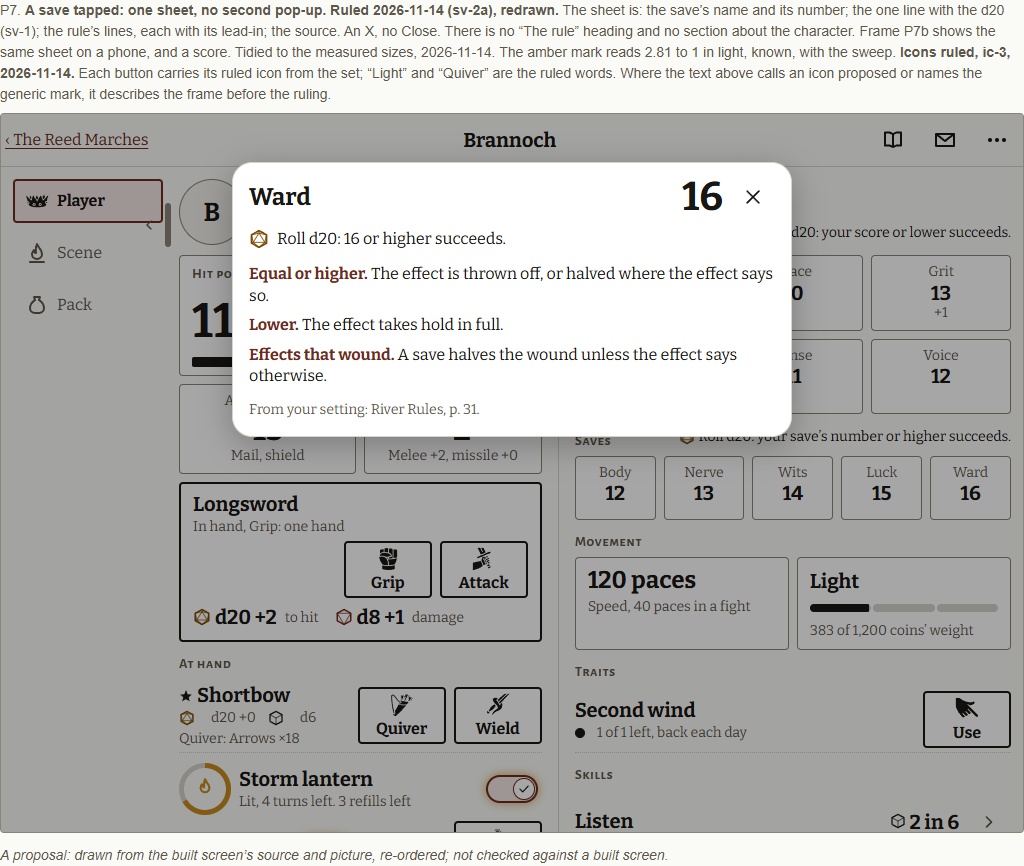 P7. A save tapped: one sheet, no second pop-up. Ruled 2026-11-14 (sv-2a), redrawn. The sheet is: the save's name and its number; the one line with the d20
(sv-1); the rule's lines, each with its lead-in; the source. An X, no Close. There is no “The rule” heading and no section about the character. Frame P7b shows the
same sheet on a phone, and a score. Tidied to the measured sizes, 2026-11-14. The amber mark reads 2.81 to 1 in light, known, with the sweep. Icons ruled, ic-3,
2026-11-14. Each button carries its ruled icon from the set; “Light” and “Quiver” are the ruled words. Where the text above calls an icon proposed or names the
generic mark, it describes the frame before the ruling.
‹ The Reed Marches
Brannoch
Player
Scene
Pack
B
Ward
16
Roll d20: 16 or higher succeeds.
Equal or higher. The effect is thrown off, or halved where the effect says
so.
Lower. The effect takes hold in full.
Effects that wound. A save halves the wound unless the effect says
otherwise.
From your setting: River Rules, p. 31.
d20: your score or lower succeeds.
Hit po
11
Grit
13
+1
Voice
12
Mail, shield
Melee +2, missile +0
Longsword
In hand, Grip: one hand
Grip
Attack
d20 +2 to hit
d8 +1 damage
At hand
Shortbow
d20 +0
d6
Quiver: Arrows ×18
Quiver
Wield
Storm lantern
Lit, 4 turns left. 3 refills left
Saves
Roll d20: your save's number or higher succeeds.
Body
12
Nerve
13
Wits
14
Luck
15
Ward
16
Movement
120 paces
Speed, 40 paces in a fight
Light
383 of 1,200 coins' weight
Traits
Second wind
1 of 1 left, back each day
Use
Skills
Listen
2 in 6
A proposal: drawn from the built screen's source and picture, re-ordered; not checked against a built screen.